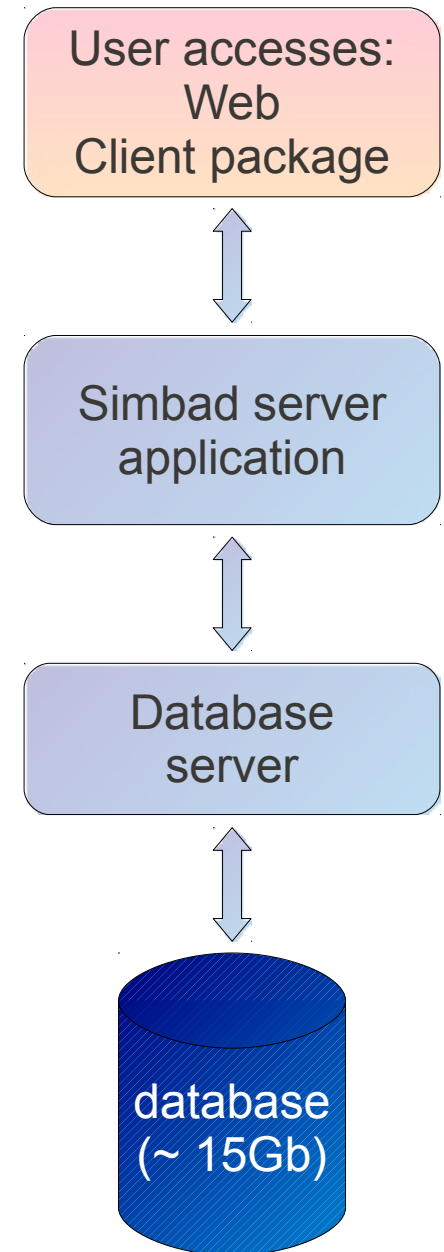 User accesses:
Web
Client package
Simbad server
application
Database
server
database
(~ 15Gb)